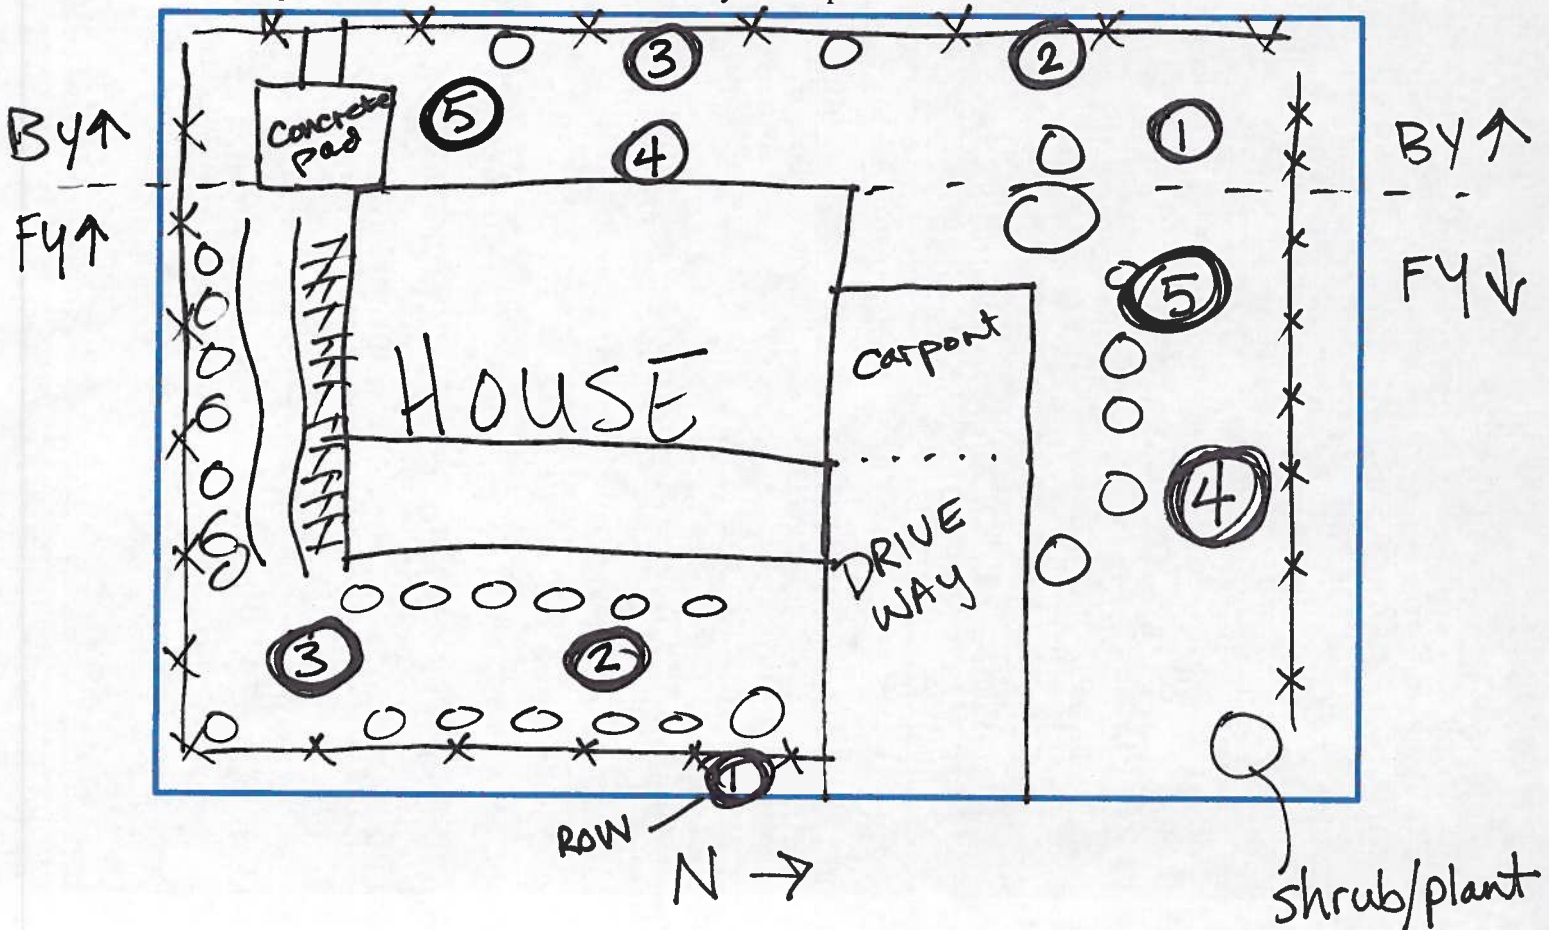 3
2
5
1
Concrete
pad
4
BY↑
BY↑
FY↑
FY↓
5
Carport
HOUSE
4
DRIVE
WAY
3
2
1
ROW
N →
shrub/plant